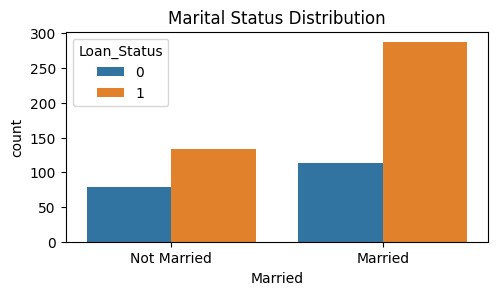 Marital Status Distribution
Loan_Status
0
1
300
250
200
150
100
50
0
count
Not Married
Married
Married